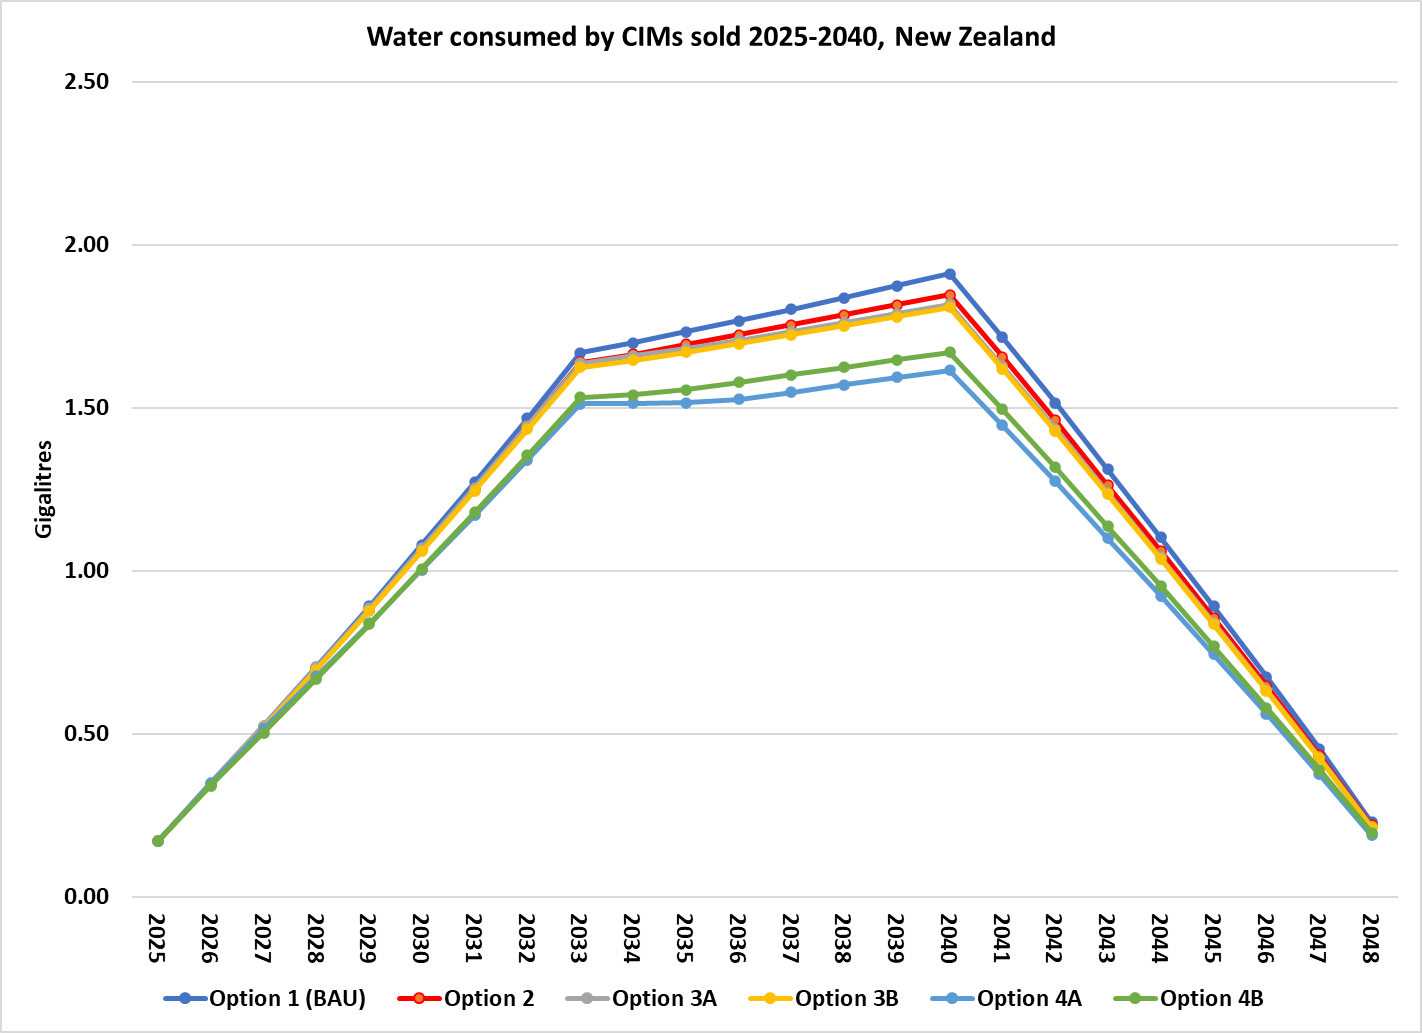 Water consumed by CIMs sold 2025-2040, New Zealand
2.50
2.00
1.50
1.00
0.50
0.00
Gigalitres
2025 2026 2027 2028 2029 2030 2031 2032 2033 2034 2035 2036 2037 2038 2039 2040 2041 2042 2043 2044 2045 2046 2047 2048
Option 1 (BAU) Option 2 Option 3A Option 3B Option 4A Option 4B